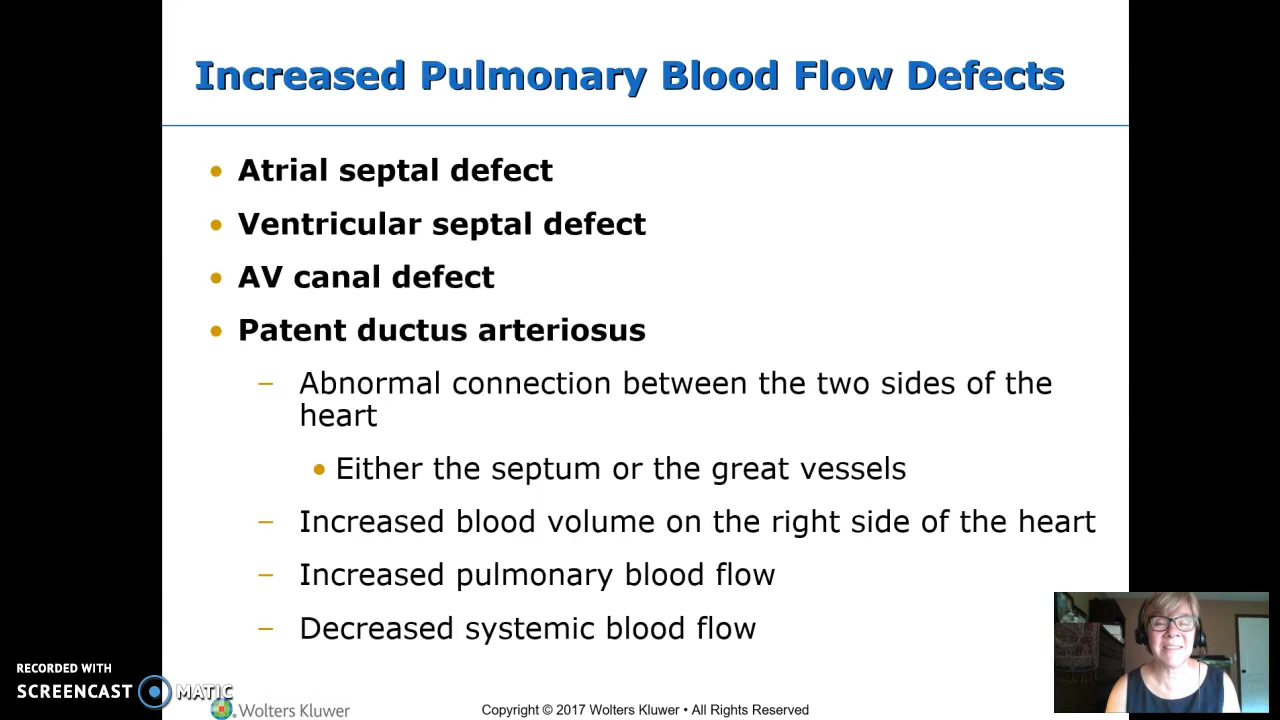 Increased Pulmonary Blood Flow Defects
• Atrial septal defect
• Ventricular septal defect
• AV canal defect
• Patent ductus arteriosus
– Abnormal connection between the two sides of the
heart
• Either the septum or the great vessels
– Increased blood volume on the right side of the heart
– Increased pulmonary blood flow
– Decreased systemic blood flow
RECORDED WITH
SCREENCAST MATIC
Wolters Kluwer
Copyright © 2017 Wolters Kluwer • All Rights Reserved